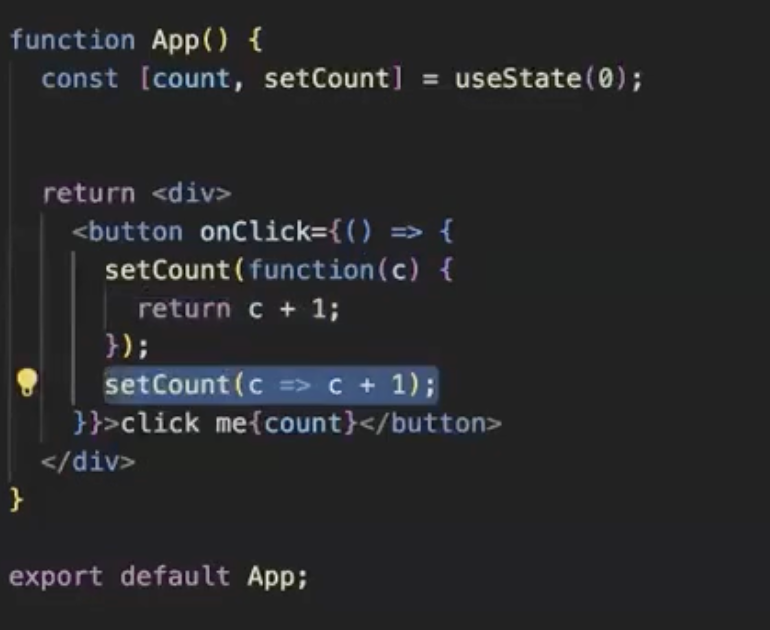 function App() {
  const [count, setCount] = useState(0);
  return <div>
    <button onClick={() => {
      setCount(function(c) {
        return c + 1;
      });
      setCount(c => c + 1);
    }}>click me{count}</button>
  </div>
}
export default App;